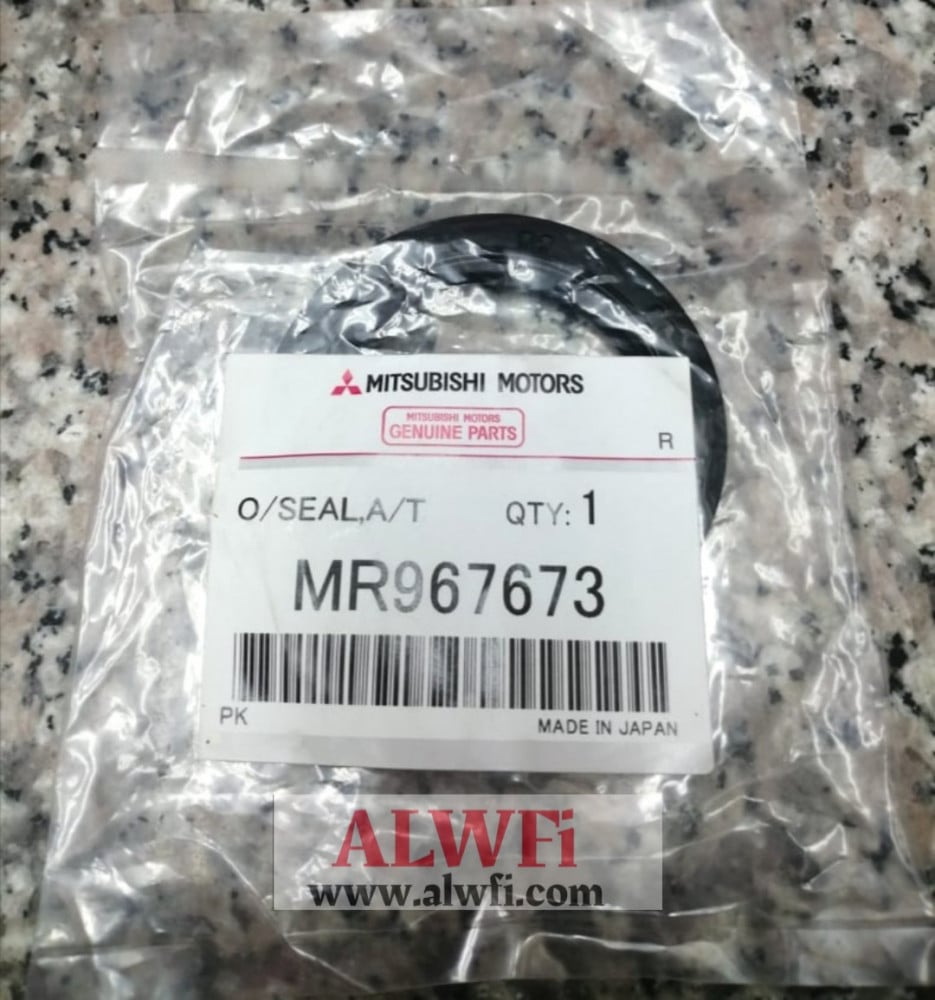 MITSUBISHI MOTORS
MITSUBISHI MOTORS
GENUINE PARTS
R
O/SEAL,A/T QTY: 1
MR967673
PK MADE IN JAPAN
ALWFi
www.alwfi.com